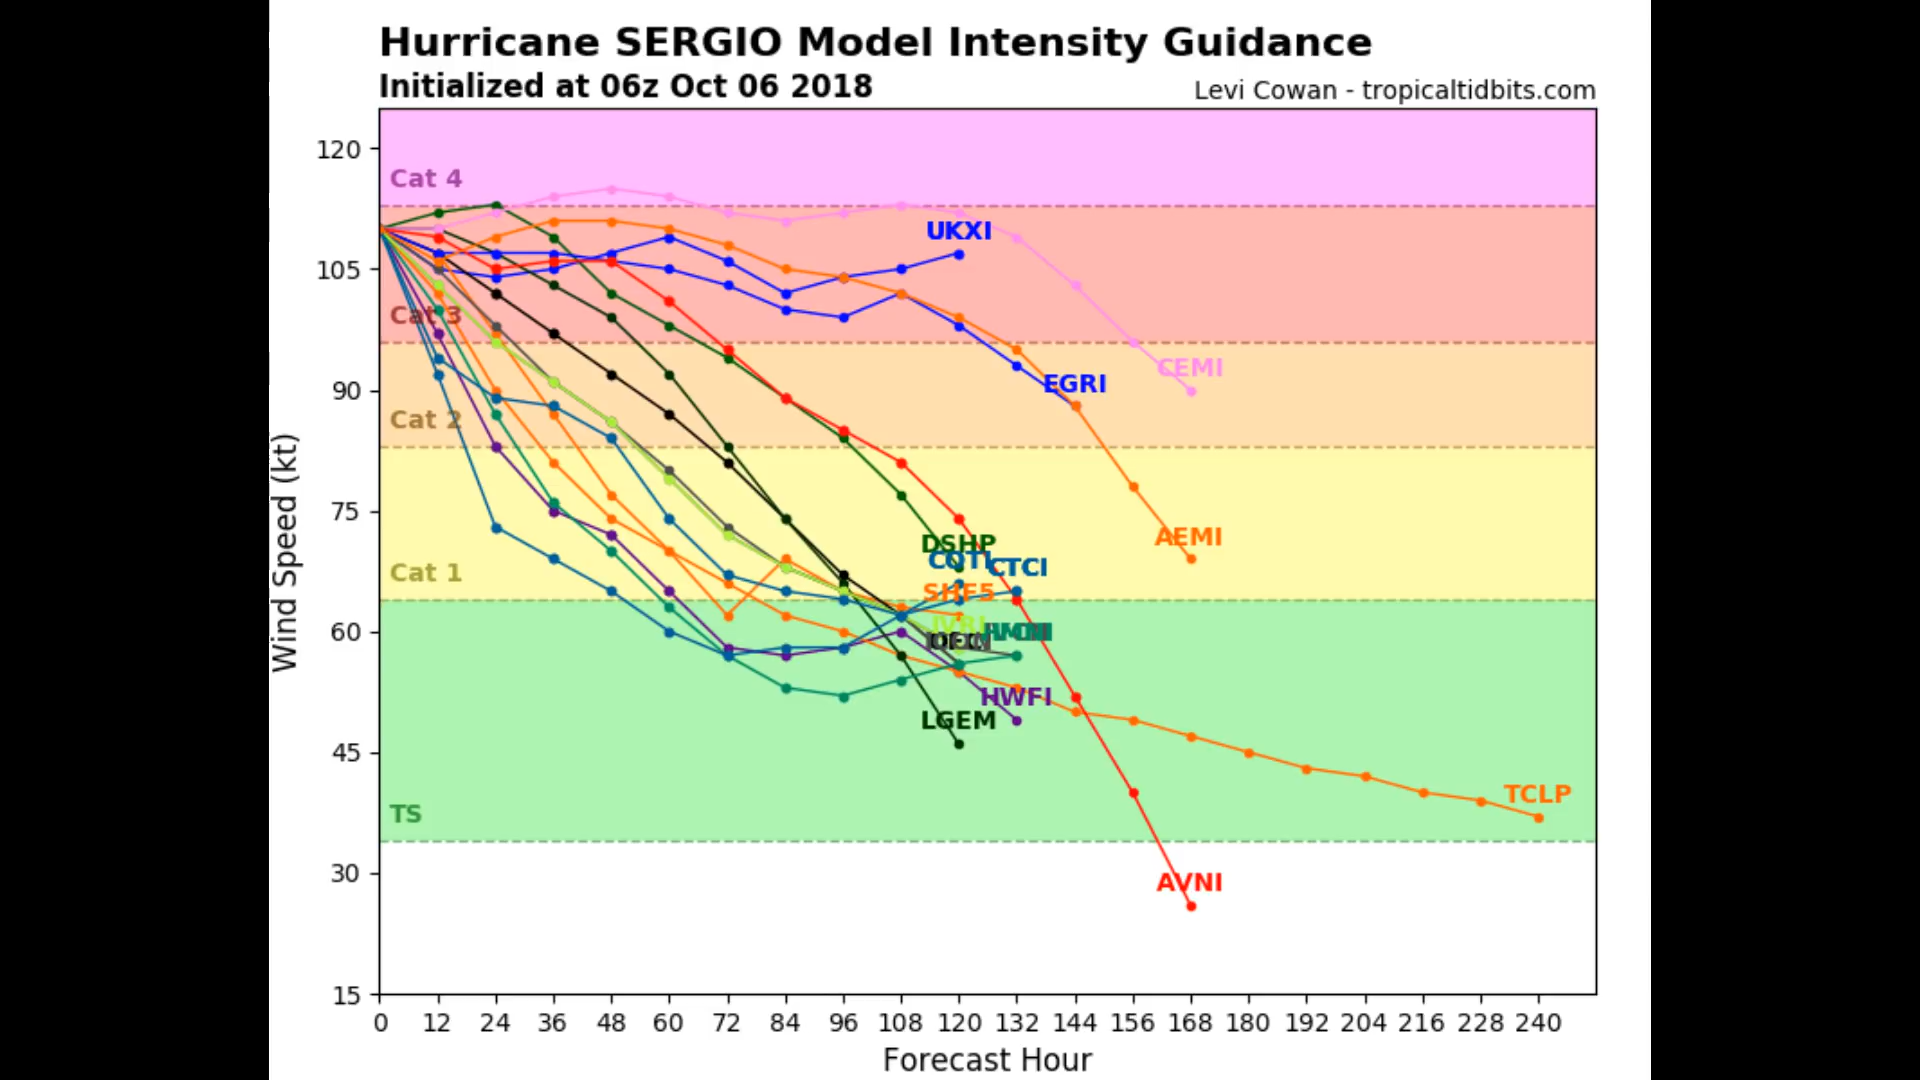 Hurricane SERGIO Model Intensity Guidance
Initialized at 06z Oct 06 2018
Levi Cowan - tropicaltidbits.com
Wind Speed (kt)
120
105
90
75
60
45
30
15
Cat 4
Cat 3
Cat 2
Cat 1
TS
UKXI
EGRI
CEMI
AEMI
DSHP
COTI
CTCI
SHF5
IVRI
HWFI
LGEM
TCLP
AVNI
0 12 24 36 48 60 72 84 96 108 120 132 144 156 168 180 192 204 216 228 240
Forecast Hour